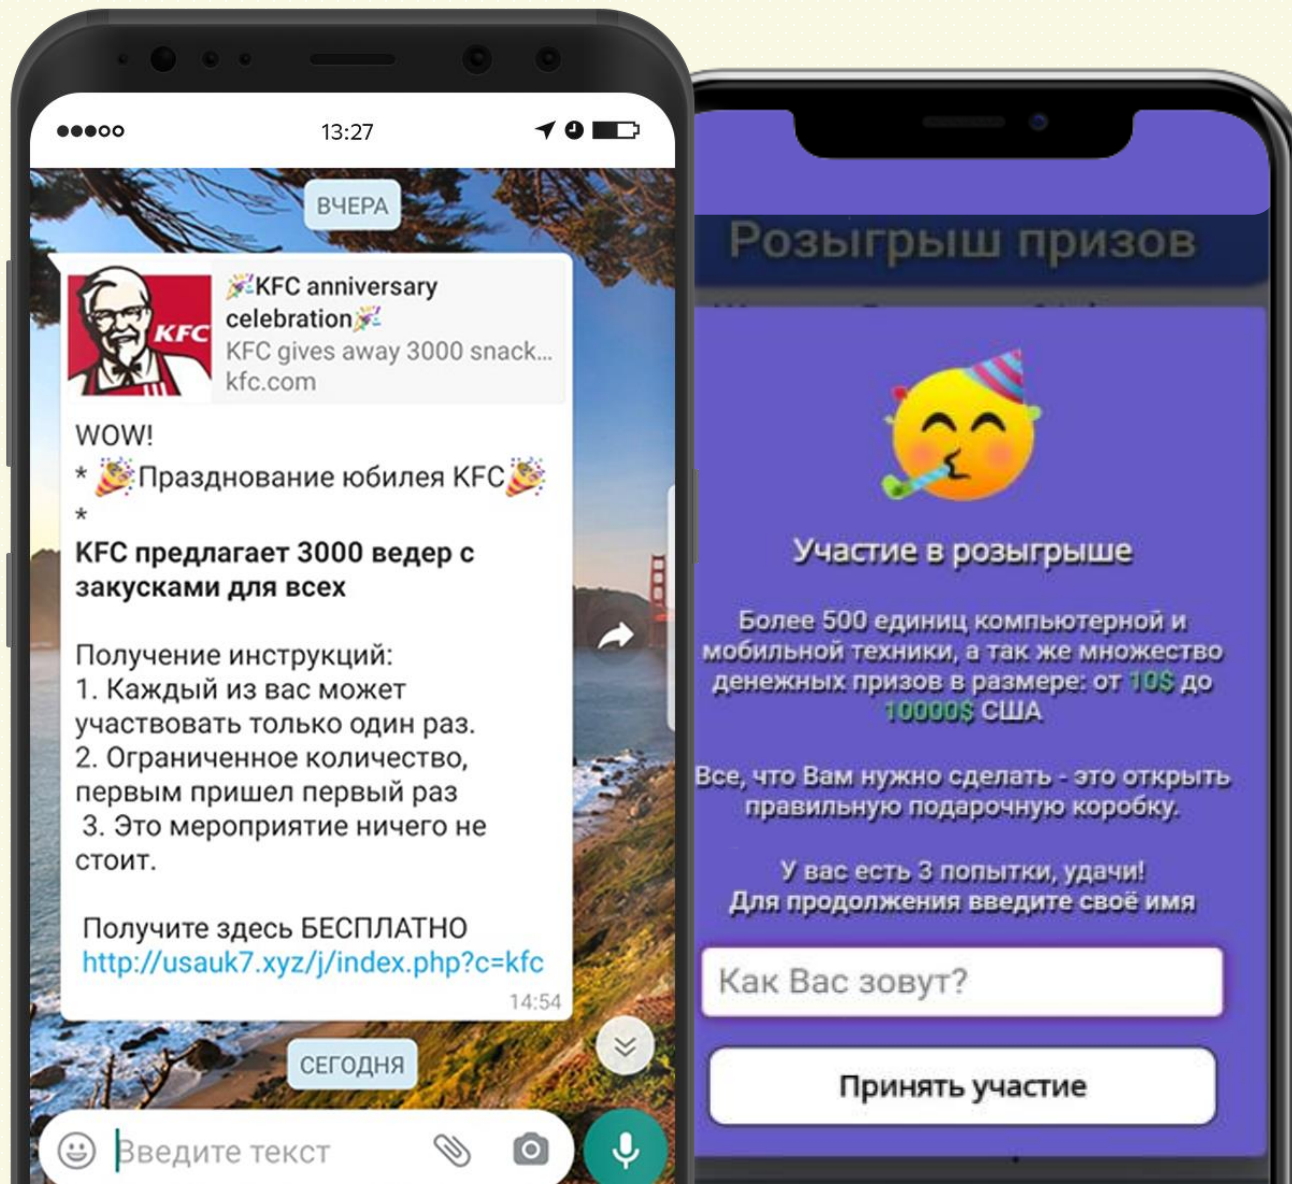 13:27
ВЧЕРА
KFC
KFC anniversary
celebration
KFC gives away 3000 snack...
kfc.com
WOW!
* Празднование юбилея KFC
*
KFC предлагает 3000 ведер с
закусками для всех
Получение инструкций:
1. Каждый из вас может
участвовать только один раз.
2. Ограниченное количество,
первым пришел первый раз
3. Это мероприятие ничего не
стоит.
Получите здесь БЕСПЛАТНО
http://usauk7.xyz/j/index.php?c=kfc
14:54
СЕГОДНЯ
Введите текст
Розыгрыш призов
Участие в розыгрыше
Более 500 единиц компьютерной и
мобильной техники, а так же множество
денежных призов в размере: от 10$ до
10000$ США
Все, что Вам нужно сделать - это открыть
правильную подарочную коробку.
У вас есть 3 попытки, удачи!
Для продолжения введите своё имя
Как Вас зовут?
Принять участие